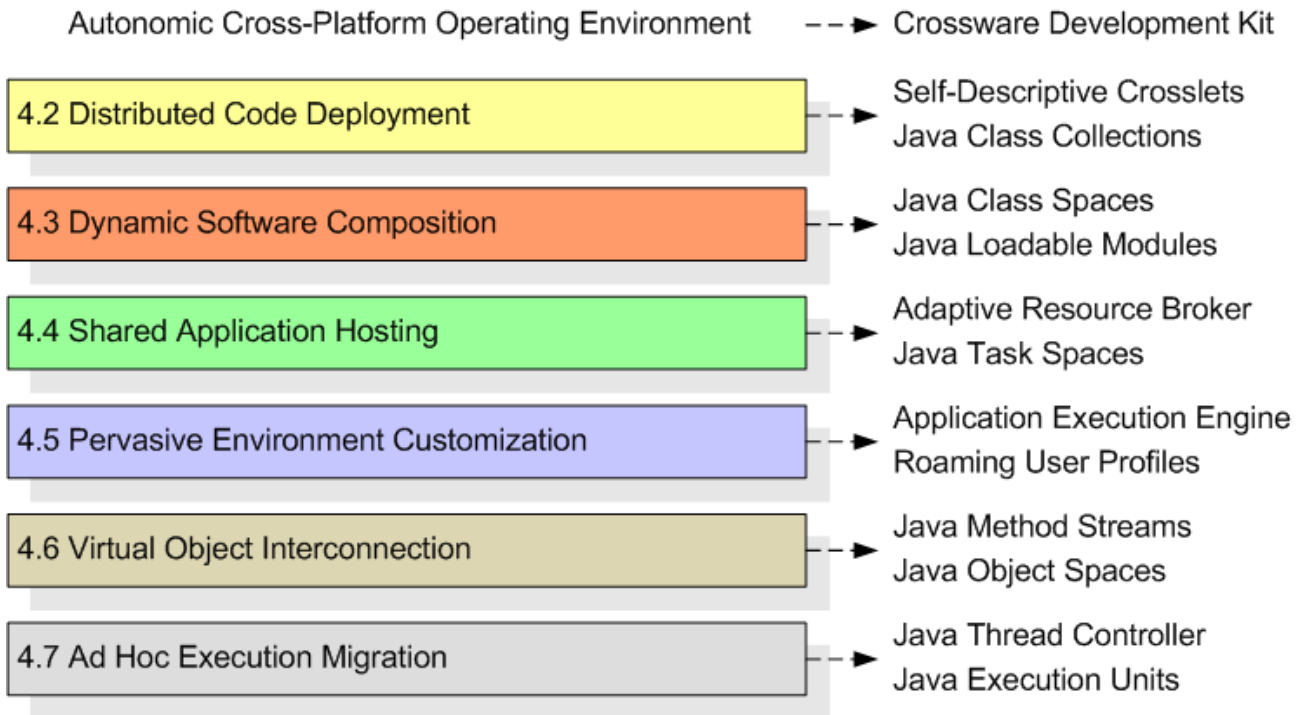 Autonomic Cross-Platform Operating Environment
Crossware Development Kit
4.2 Distributed Code Deployment
Self-Descriptive Crosslets
Java Class Collections
4.3 Dynamic Software Composition
Java Class Spaces
Java Loadable Modules
4.4 Shared Application Hosting
Adaptive Resource Broker
Java Task Spaces
4.5 Pervasive Environment Customization
Application Execution Engine
Roaming User Profiles
4.6 Virtual Object Interconnection
Java Method Streams
Java Object Spaces
4.7 Ad Hoc Execution Migration
Java Thread Controller
Java Execution Units